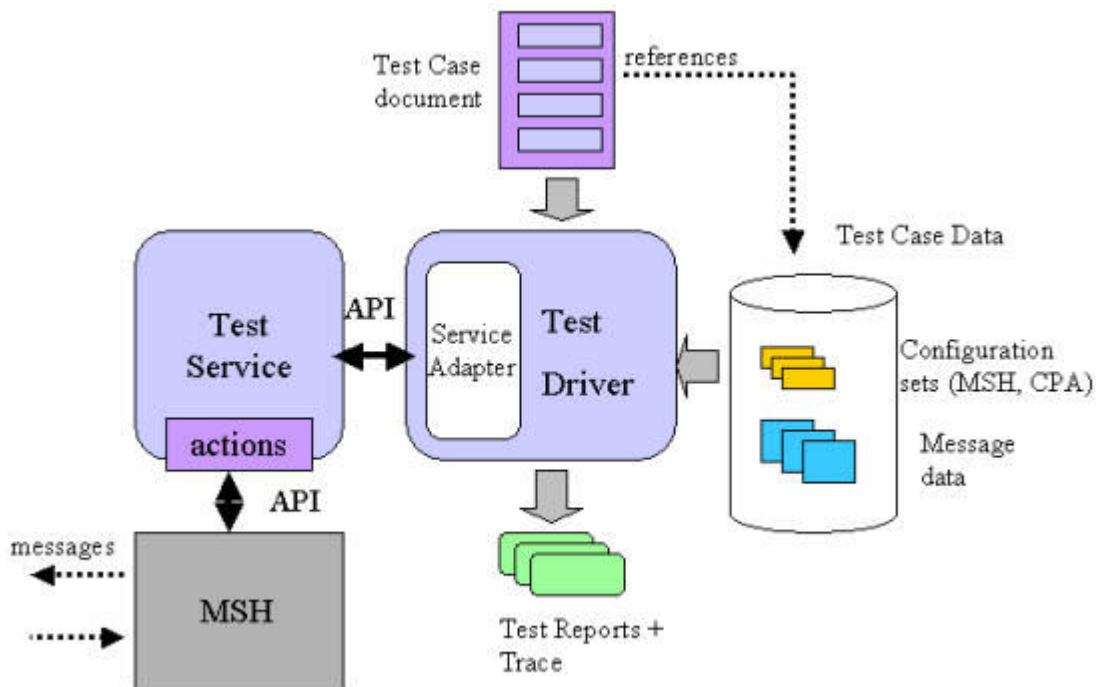 Test Case
document
references
Test Case Data
Test
Service
API
Service
Adapter
Test
Driver
Configuration
sets (MSH, CPA)
Message
data
actions
API
messages
MSH
Test Reports +
Trace